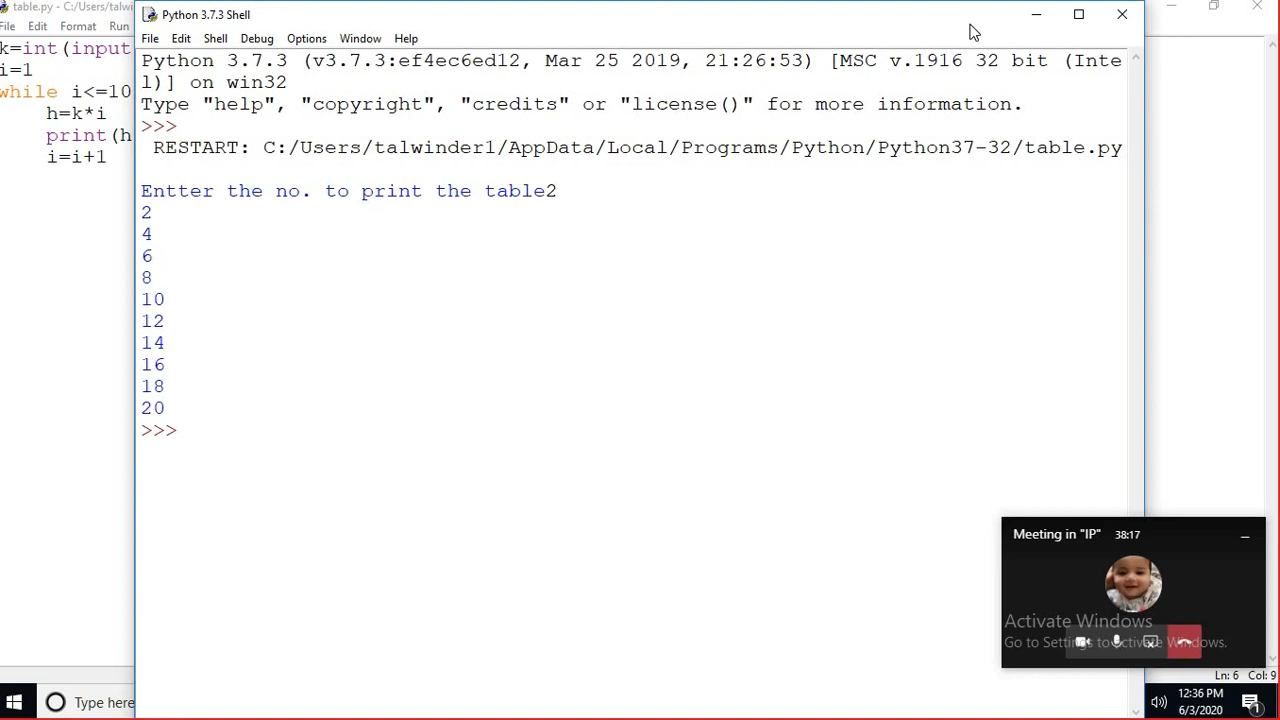 table.py - C:/Users/talw
Python 3.7.3 Shell
File Edit Format Run
File Edit Shell Debug Options Window Help
k=int(input
i=1
while i<=10
h=k*i
print(h
i=i+1
Python 3.7.3 (v3.7.3:ef4ec6ed12, Mar 25 2019, 21:26:53) [MSC v.1916 32 bit (Inte
l)] on win32
Type "help", "copyright", "credits" or "license()" for more information.
>>>
RESTART: C:/Users/talwinder1/AppData/Local/Programs/Python/Python37-32/table.py
Entter the no. to print the table2
2
4
6
8
10
12
14
16
18
20
>>>
Meeting in "IP" 38:17
Activate Windows
Go to Settings to activate Windows.
Ln: 6 Col: 9
Type here
12:36 PM
6/3/2020
1